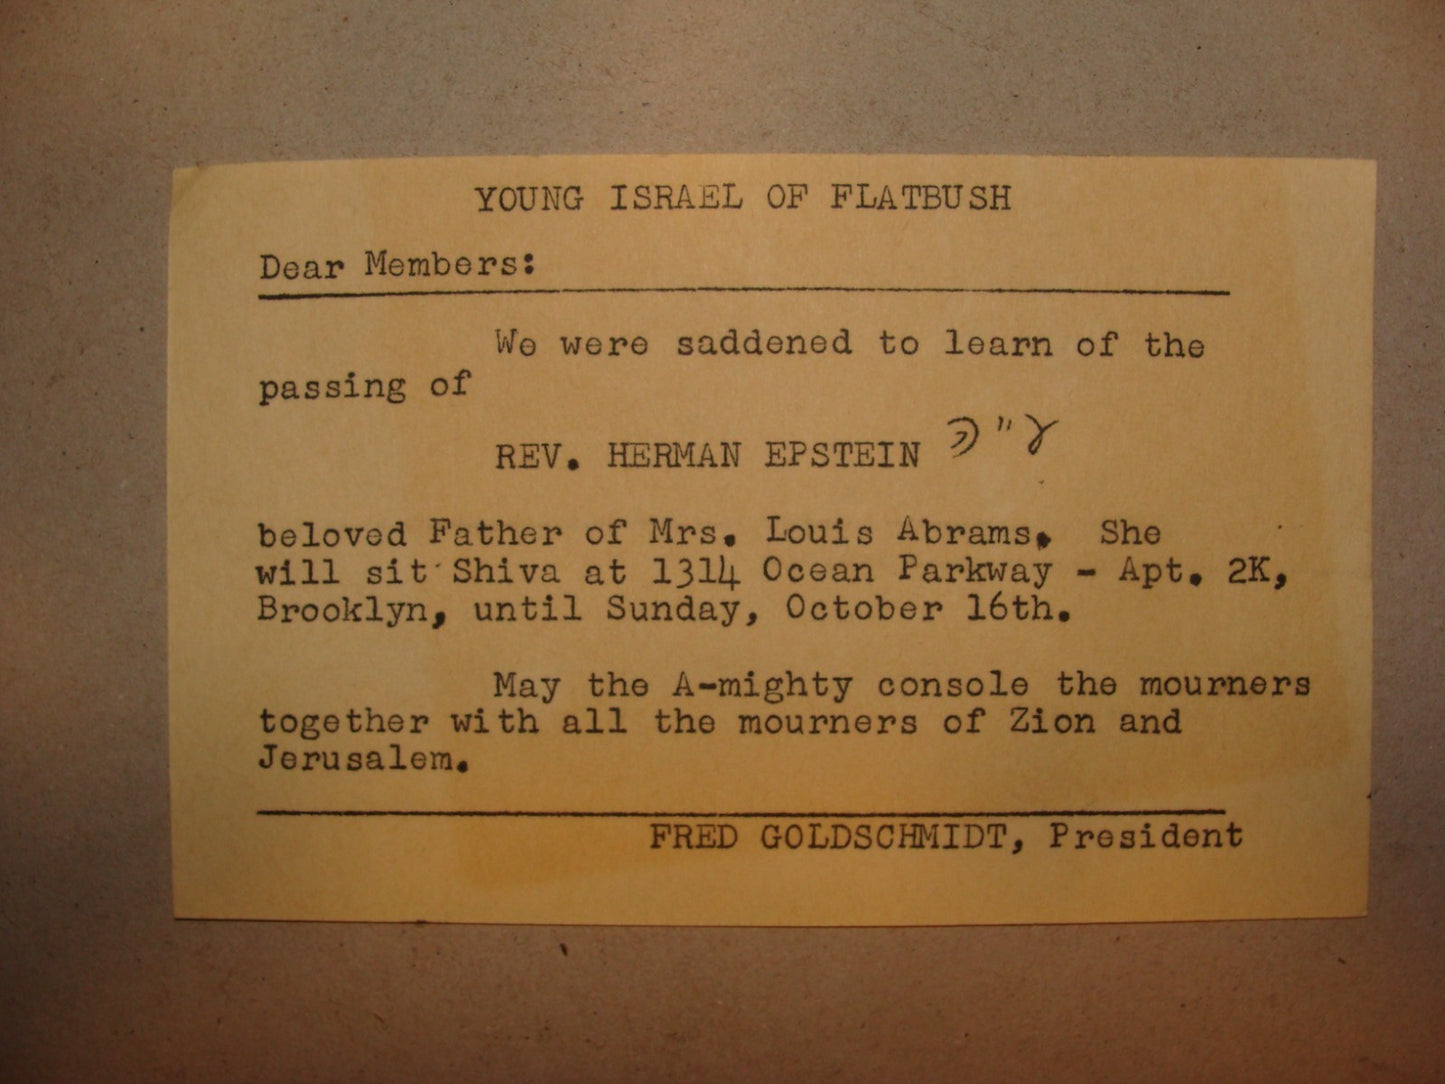 YOUNG ISRAEL OF FLATBUSH
Dear Members:
We were saddened to learn of the
passing of
REV. HERMAN EPSTEIN ע"ה
beloved Father of Mrs. Louis Abrams. She
will sit Shiva at 1314 Ocean Parkway - Apt. 2K,
Brooklyn, until Sunday, October 16th.
May the A-mighty console the mourners
together with all the mourners of Zion and
Jerusalem.
FRED GOLDSCHMIDT, President